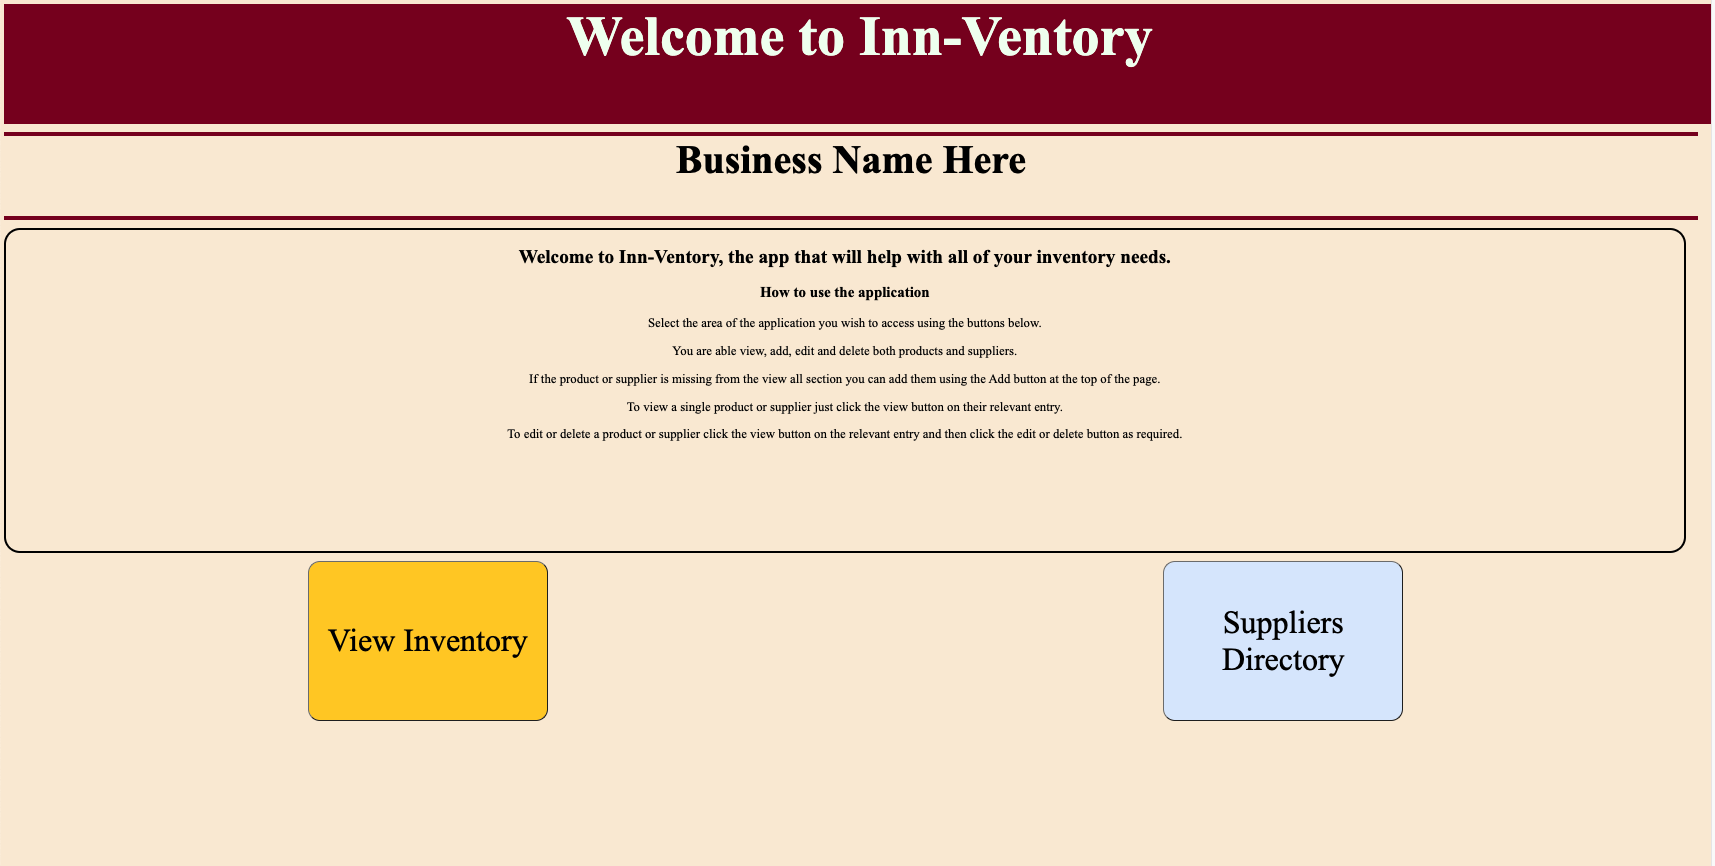 Welcome to Inn-Ventory
Business Name Here
Welcome to Inn-Ventory, the app that will help with all of your inventory needs.
How to use the application
Select the area of the application you wish to access using the buttons below.
You are able view, add, edit and delete both products and suppliers.
If the product or supplier is missing from the view all section you can add them using the Add button at the top of the page.
To view a single product or supplier just click the view button on their relevant entry.
To edit or delete a product or supplier click the view button on the relevant entry and then click the edit or delete button as required.
View Inventory
Suppliers
Directory